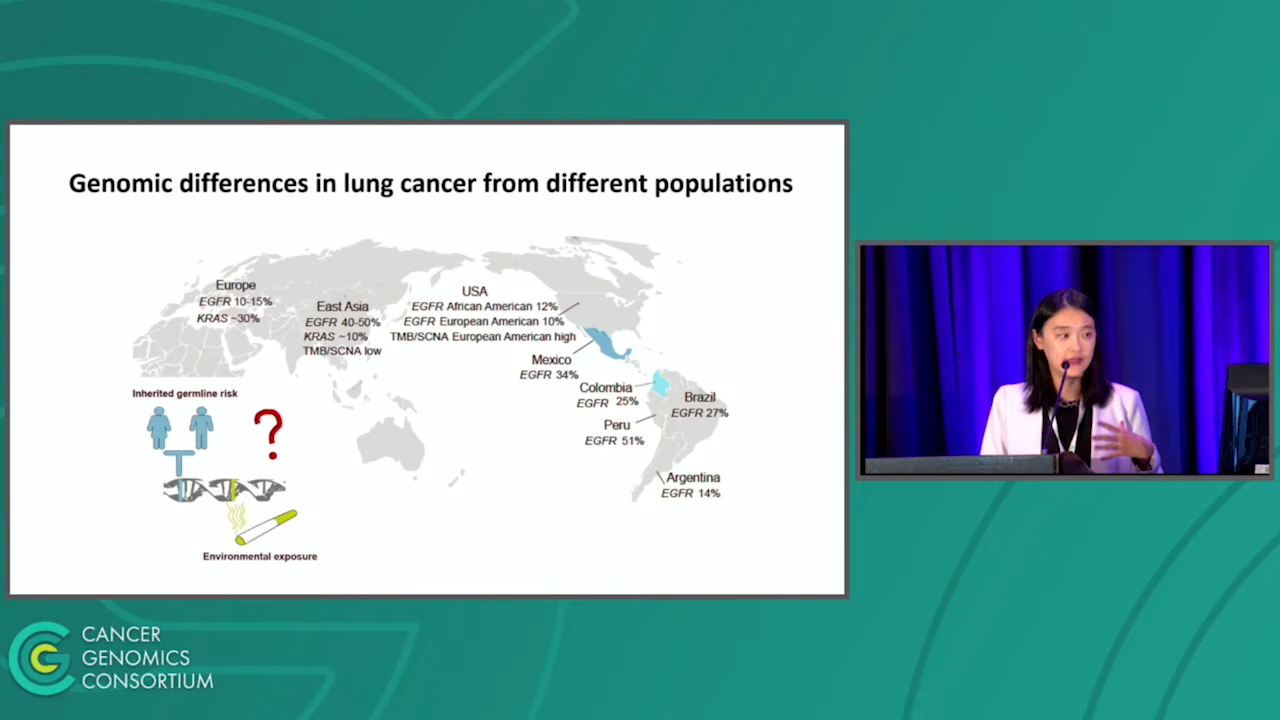 Genomic differences in lung cancer from different populations
Europe
EGFR 10-15%
KRAS ~30%
East Asia
EGFR 40-50%
KRAS ~10%
TMB/SCNA low
USA
EGFR African American 12%
EGFR European American 10%
TMB/SCNA European American high
Mexico
EGFR 34%
Colombia
EGFR 25%
Brazil
EGFR 27%
Peru
EGFR 51%
Argentina
EGFR 14%
Inherited germline risk
?
Environmental exposure
CANCER
GENOMICS
CONSORTIUM